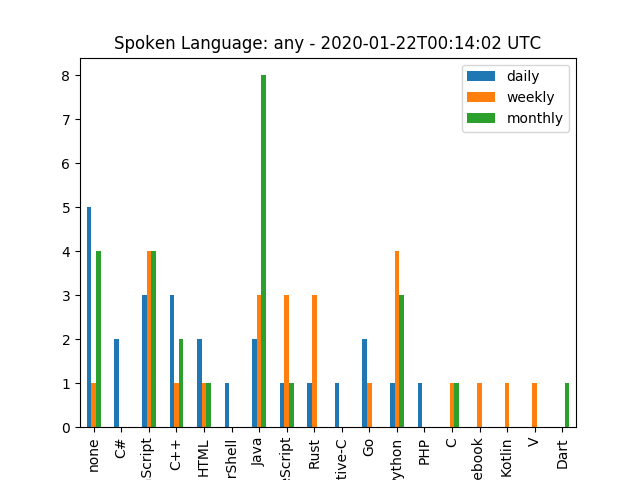 Spoken Language: any - 2020-01-22T00:14:02 UTC
daily
weekly
monthly
8
7
6
5
4
3
2
1
0
none
C#
Script
C++
HTML
rShell
Java
eScript
Rust
tive-C
Go
ython
PHP
C
ebook
Kotlin
V
Dart